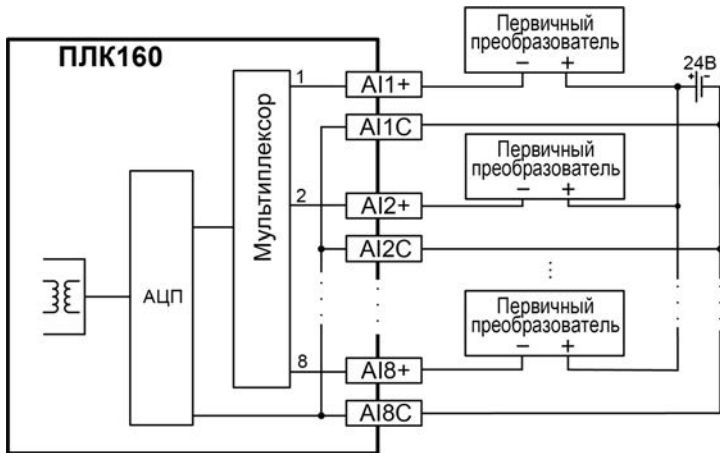 ПЛК160
Первичный
преобразователь
– +
24В
+ -
1
AI1+
AI1C
Мультиплексор
Первичный
преобразователь
– +
2
AI2+
AI2C
АЦП
Первичный
преобразователь
– +
8
AI8+
AI8C